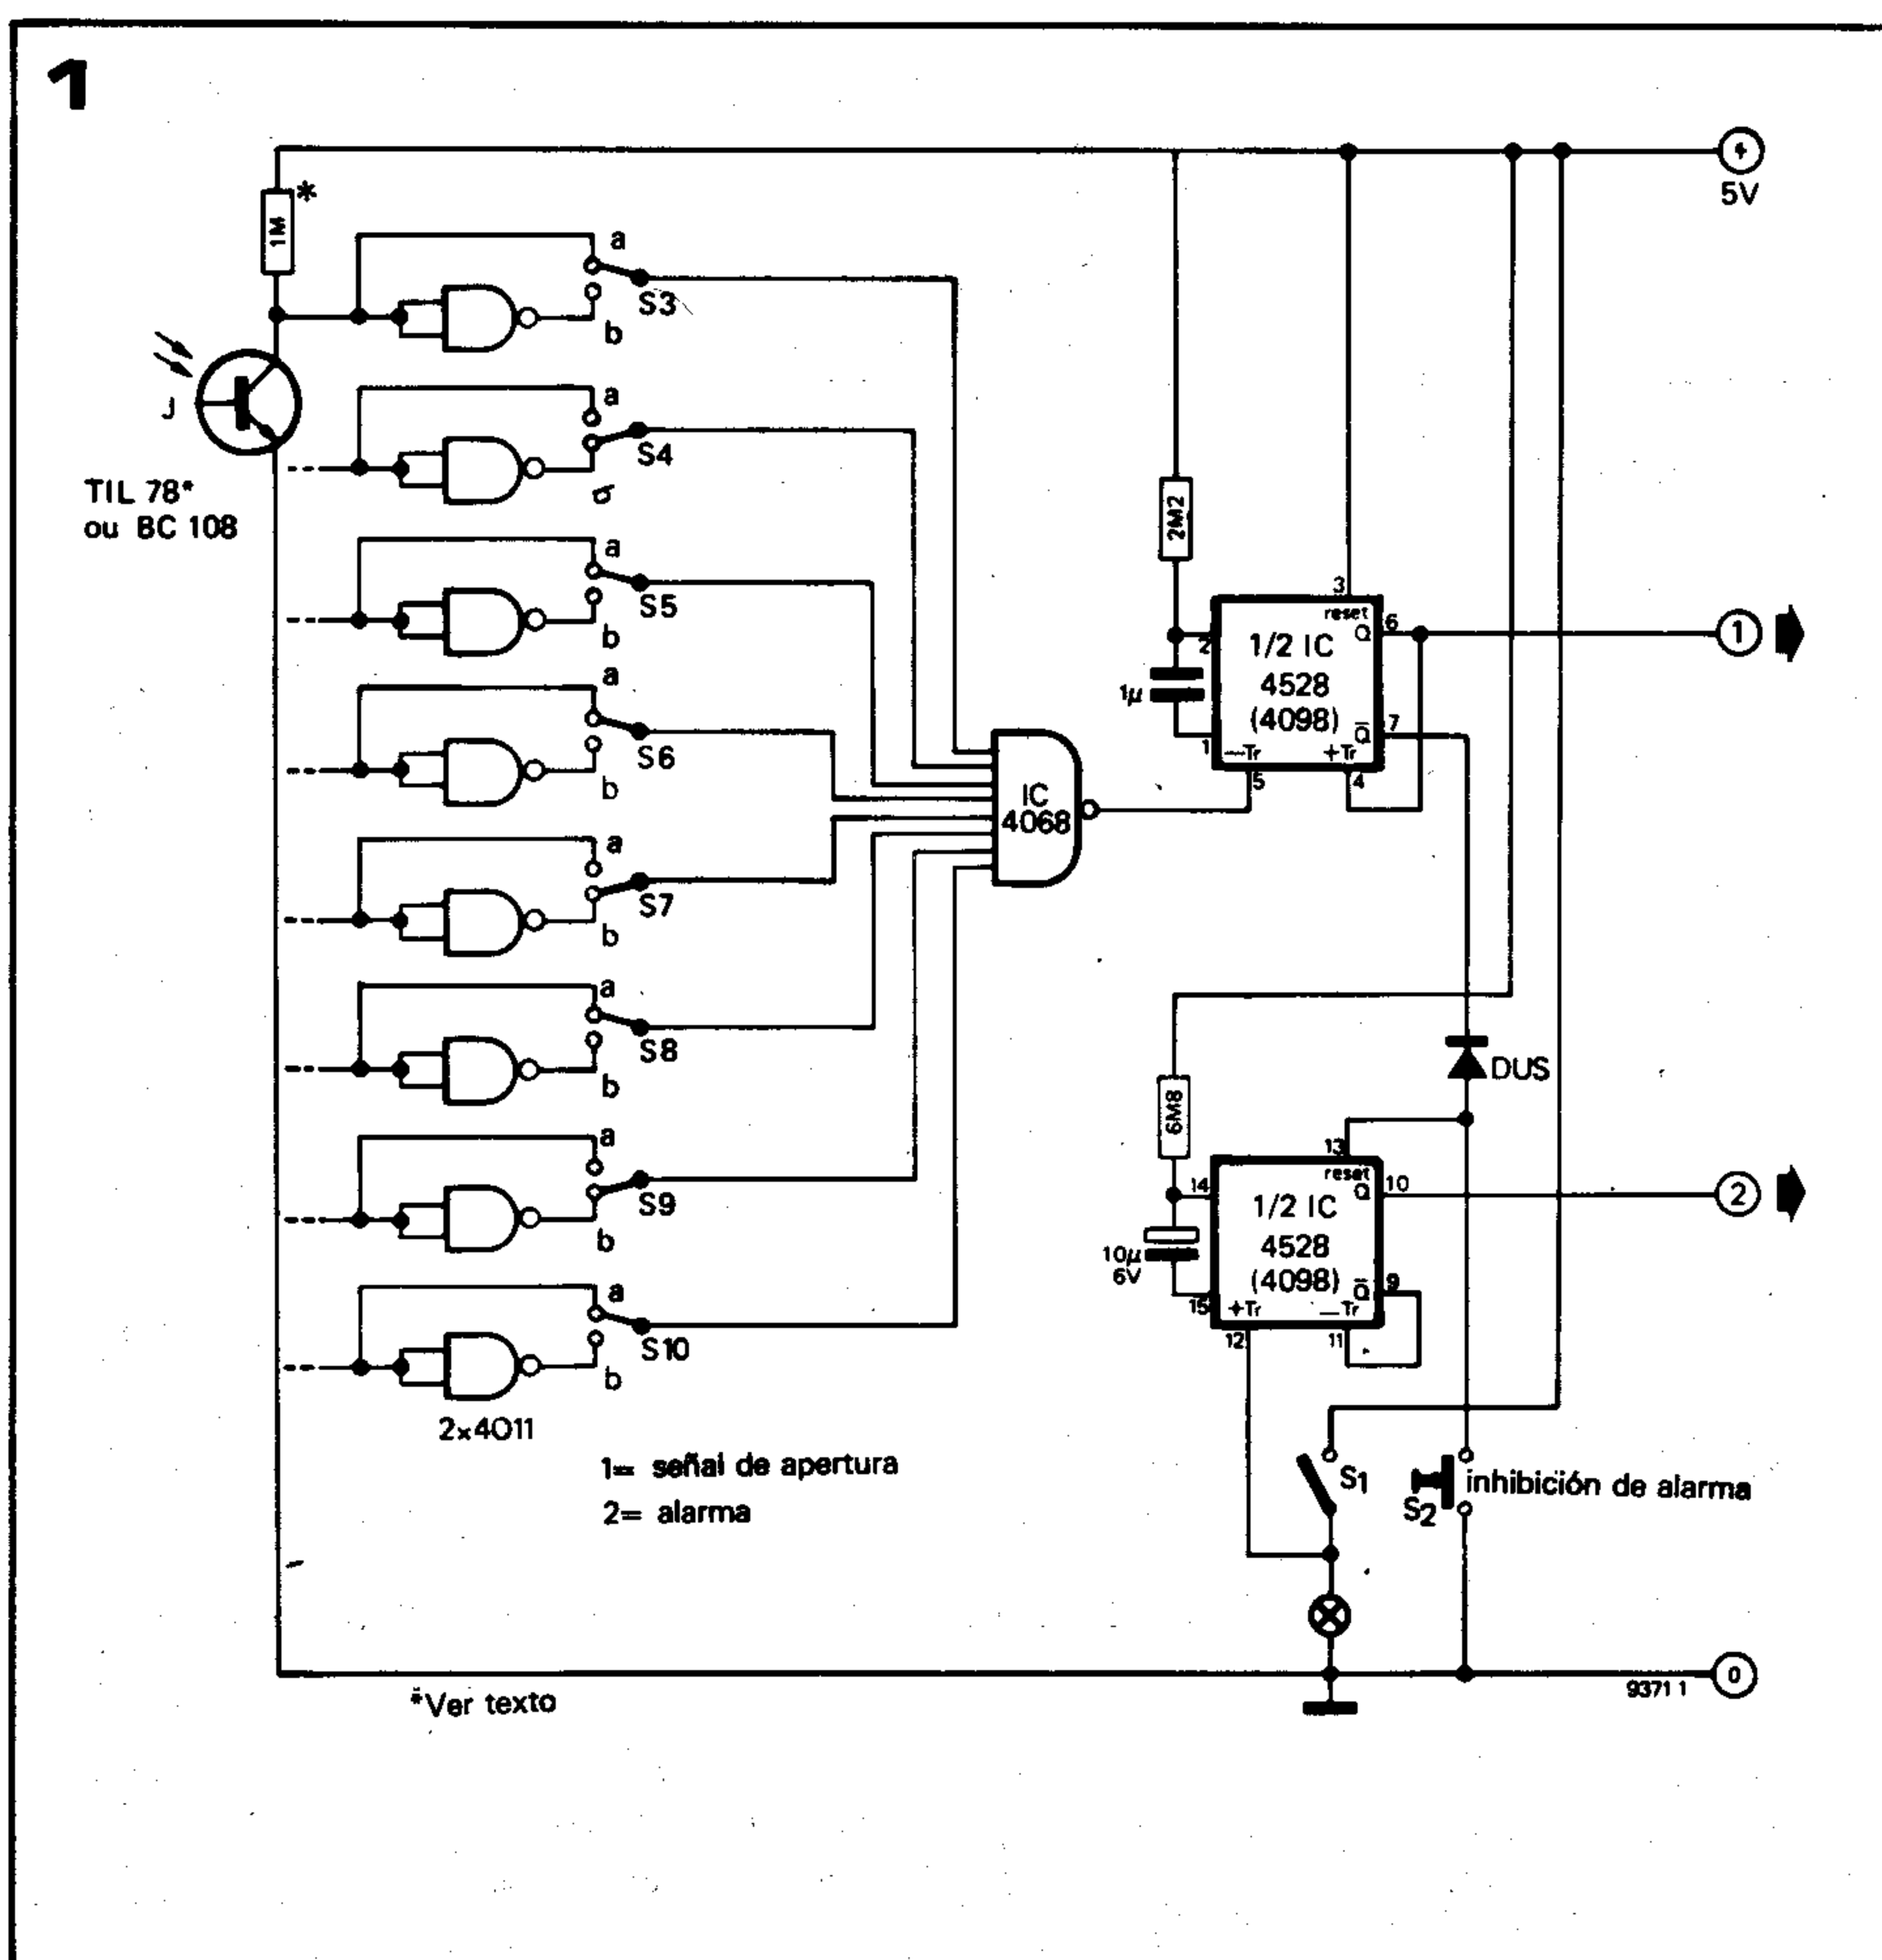 1
+
5V
1M
*
a
S3
b
J
a
S4
b
TIL 78*
ou BC 108
a
S5
b
a
S6
b
a
S7
b
a
S8
b
a
S9
b
a
S10
b
2x4011
IC
4068
2M2
1µ
3
reset
2
Q
6
1/2 IC
4528
(4098)
Q̅
7
1
—Tr
+Tr
5
4
1
DUS
6M8
13
reset
14
Q
10
1/2 IC
4528
(4098)
Q̅
9
10µ
6V
15
+Tr
—Tr
12
11
2
1= señal de apertura
2= alarma
S1
S2
inhibición de alarma
*Ver texto
9371 1
0